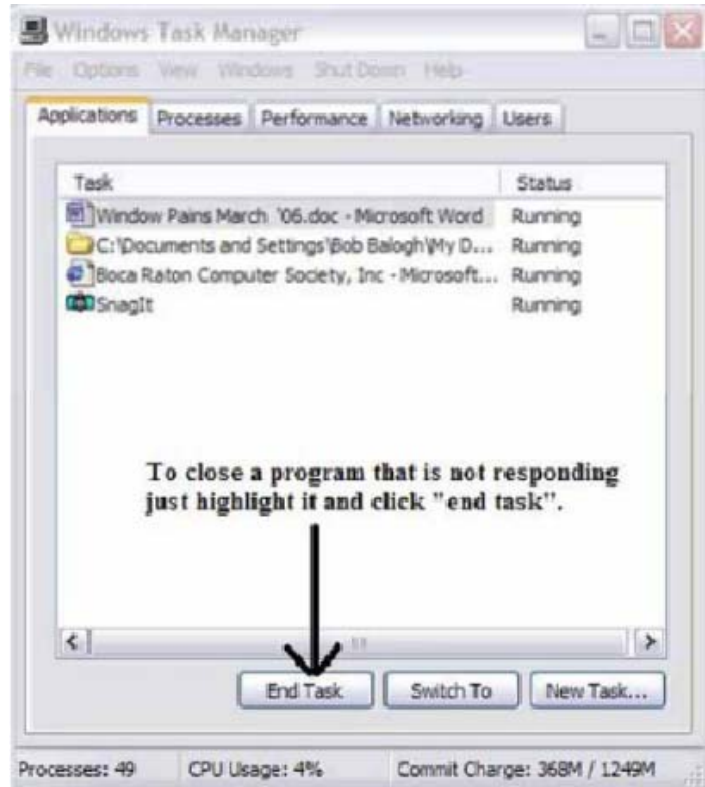 Windows Task Manager
File Options View Windows Shut Down Help
Applications Processes Performance Networking Users
Task Status
Window Pains March '06.doc - Microsoft Word Running
C:\Documents and Settings\Bob Balogh\My D... Running
Boca Raton Computer Society, Inc - Microsoft... Running
SnagIt Running
To close a program that is not responding
just highlight it and click "end task".
End Task Switch To New Task...
Processes: 49 CPU Usage: 4% Commit Charge: 368M / 1249M